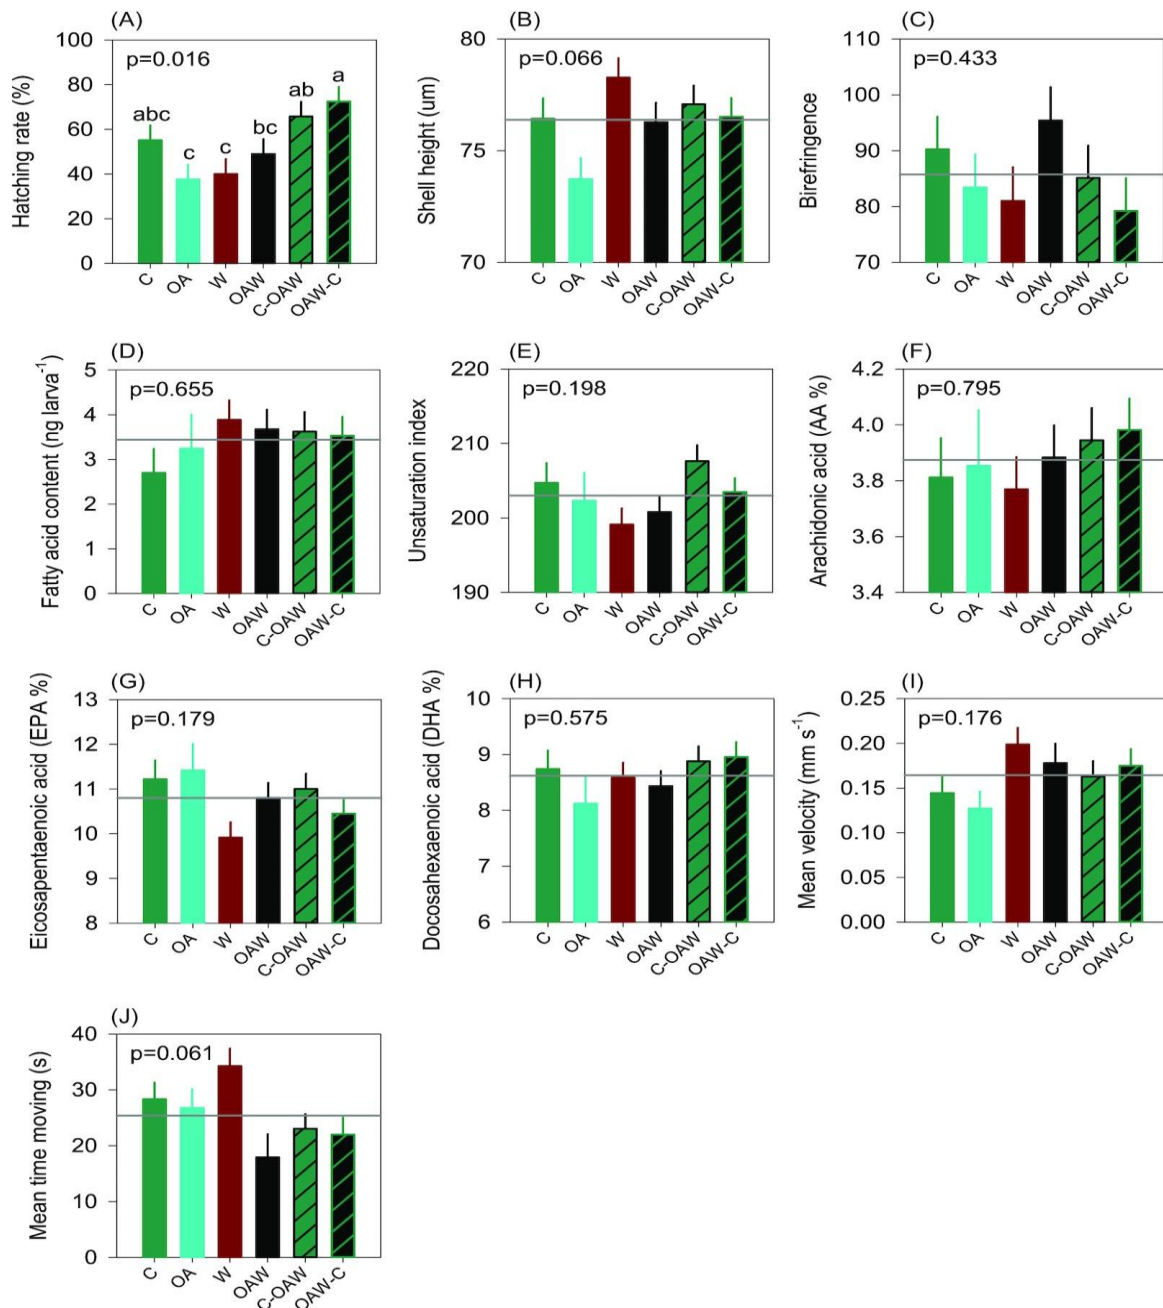 (A)
Hatching rate (%)
100
80
60
40
20
0
p=0.016
abc
c
c
bc
ab
a
C
OA
W
OAW
C-OAW
OAW-C
(B)
Shell height (um)
80
75
70
p=0.066
C
OA
W
OAW
C-OAW
OAW-C
(C)
Birefringence
110
100
90
80
70
p=0.433
C
OA
W
OAW
C-OAW
OAW-C
(D)
Fatty acid content (ng larva⁻¹)
5
4
3
2
1
0
p=0.655
C
OA
W
OAW
C-OAW
OAW-C
(E)
Unsaturation index
220
210
200
190
p=0.198
C
OA
W
OAW
C-OAW
OAW-C
(F)
Arachidonic acid (AA %)
4.2
4.0
3.8
3.6
3.4
p=0.795
C
OA
W
OAW
C-OAW
OAW-C
(G)
Eicosapentaenoic acid (EPA %)
13
12
11
10
9
8
p=0.179
C
OA
W
OAW
C-OAW
OAW-C
(H)
Docosahexaenoic acid (DHA %)
10
9
8
7
6
p=0.575
C
OA
W
OAW
C-OAW
OAW-C
(I)
Mean velocity (mm s⁻¹)
0.25
0.20
0.15
0.10
0.05
0.00
p=0.176
C
OA
W
OAW
C-OAW
OAW-C
(J)
Mean time moving (s)
40
30
20
10
0
p=0.061
C
OA
W
OAW
C-OAW
OAW-C